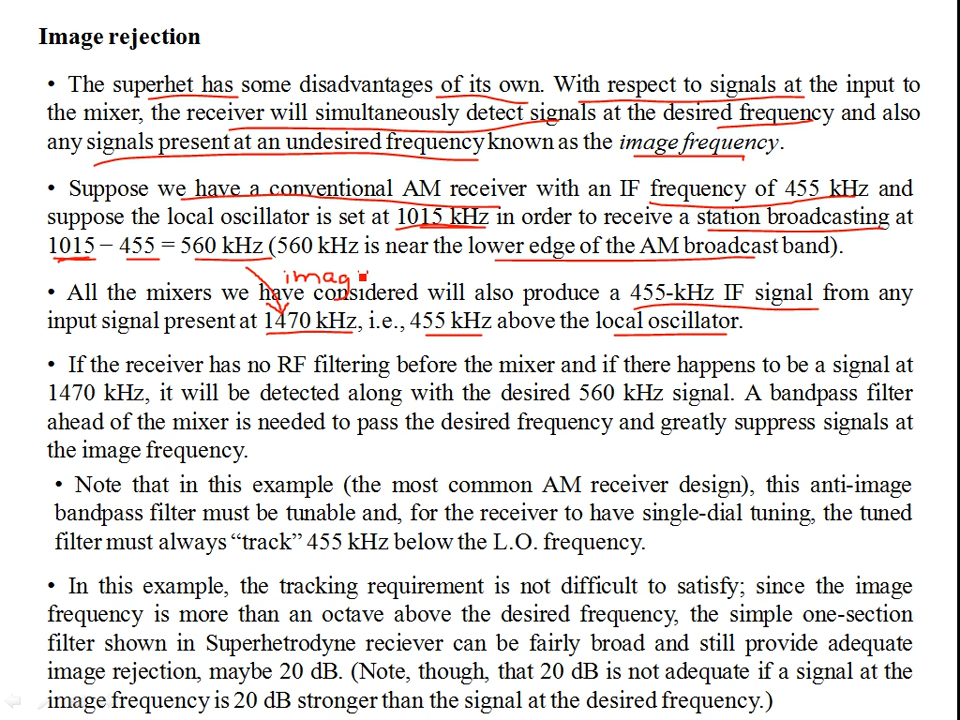 Image rejection
• The superhet has some disadvantages of its own. With respect to signals at the input to
the mixer, the receiver will simultaneously detect signals at the desired frequency and also
any signals present at an undesired frequency known as the image frequency.
• Suppose we have a conventional AM receiver with an IF frequency of 455 kHz and
suppose the local oscillator is set at 1015 kHz in order to receive a station broadcasting at
1015 − 455 = 560 kHz (560 kHz is near the lower edge of the AM broadcast band).
imag
• All the mixers we have considered will also produce a 455-kHz IF signal from any
input signal present at 1470 kHz, i.e., 455 kHz above the local oscillator.
• If the receiver has no RF filtering before the mixer and if there happens to be a signal at
1470 kHz, it will be detected along with the desired 560 kHz signal. A bandpass filter
ahead of the mixer is needed to pass the desired frequency and greatly suppress signals at
the image frequency.
• Note that in this example (the most common AM receiver design), this anti-image
bandpass filter must be tunable and, for the receiver to have single-dial tuning, the tuned
filter must always “track” 455 kHz below the L.O. frequency.
• In this example, the tracking requirement is not difficult to satisfy; since the image
frequency is more than an octave above the desired frequency, the simple one-section
filter shown in Superhetrodyne reciever can be fairly broad and still provide adequate
image rejection, maybe 20 dB. (Note, though, that 20 dB is not adequate if a signal at the
image frequency is 20 dB stronger than the signal at the desired frequency.)